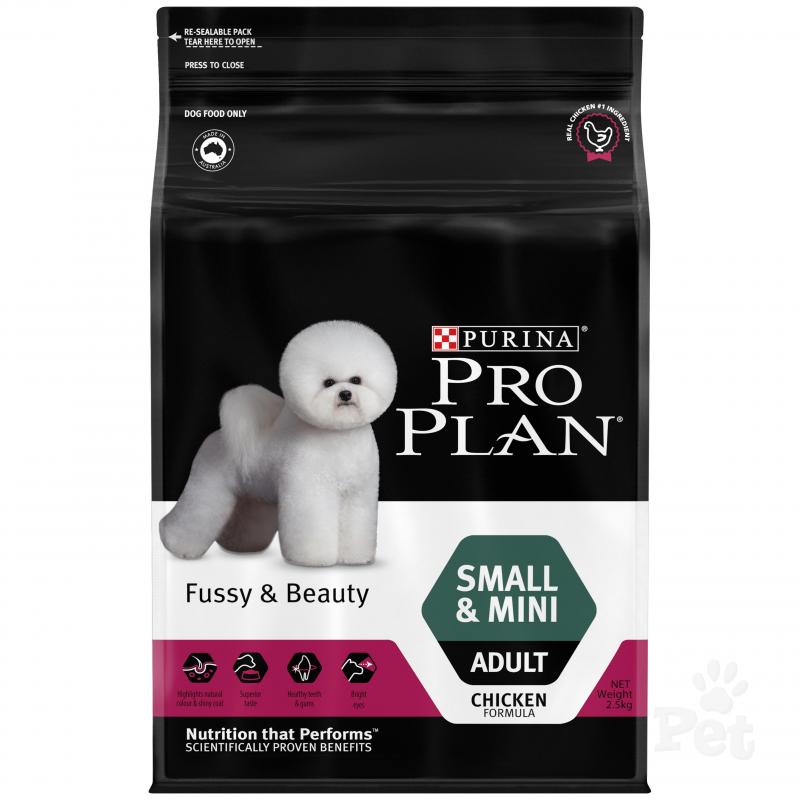 RE-SEALABLE PACK
TEAR HERE TO OPEN
PRESS TO CLOSE
DOG FOOD ONLY
MADE IN
AUSTRALIA
REAL CHICKEN #1 INGREDIENT
PURINA®
PRO
PLAN®
Fussy & Beauty
SMALL
& MINI
ADULT
CHICKEN
FORMULA
Highlights natural
colour & shiny coat
Superior
taste
Healthy teeth
& gums
Bright
eyes
NET
Weight
2.5kg
Nutrition that Performs™
SCIENTIFICALLY PROVEN BENEFITS
Pet